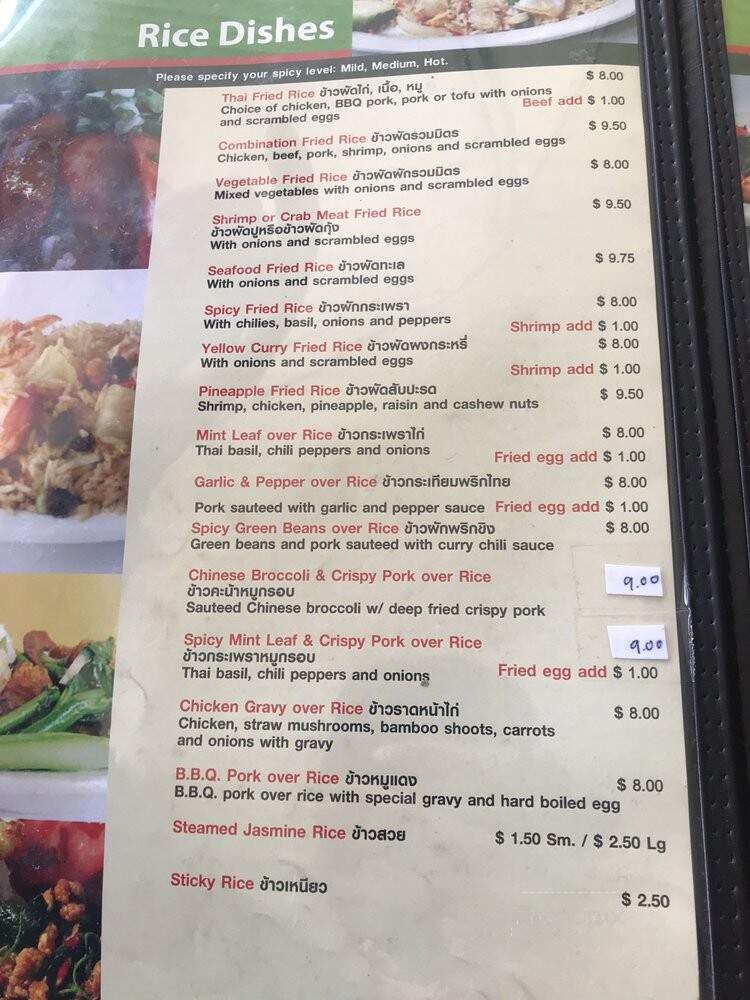 Rice Dishes
Please specify your spicy level: Mild, Medium, Hot.
Thai Fried Rice ข้าวผัดไก่, เนื้อ, หมู $ 8.00
Choice of chicken, BBQ pork, pork or tofu with onions Beef add $ 1.00
and scrambled eggs
Combination Fried Rice ข้าวผัดรวมมิตร $ 9.50
Chicken, beef, pork, shrimp, onions and scrambled eggs
Vegetable Fried Rice ข้าวผัดผักรวมมิตร $ 8.00
Mixed vegetables with onions and scrambled eggs
Shrimp or Crab Meat Fried Rice $ 9.50
ข้าวผัดปูหรือข้าวผัดกุ้ง
With onions and scrambled eggs
Seafood Fried Rice ข้าวผัดทะเล $ 9.75
With onions and scrambled eggs
Spicy Fried Rice ข้าวผักกระเพรา $ 8.00
With chilies, basil, onions and peppers Shrimp add $ 1.00
Yellow Curry Fried Rice ข้าวผัดผงกระหรี่ $ 8.00
With onions and scrambled eggs Shrimp add $ 1.00
Pineapple Fried Rice ข้าวผัดสับปะรด $ 9.50
Shrimp, chicken, pineapple, raisin and cashew nuts
Mint Leaf over Rice ข้าวกระเพราไก่ $ 8.00
Thai basil, chili peppers and onions Fried egg add $ 1.00
Garlic & Pepper over Rice ข้าวกระเทียมพริกไทย $ 8.00
Pork sauteed with garlic and pepper sauce Fried egg add $ 1.00
Spicy Green Beans over Rice ข้าวผักพริกขิง $ 8.00
Green beans and pork sauteed with curry chili sauce
Chinese Broccoli & Crispy Pork over Rice 9.00
ข้าวคะน้าหมูกรอบ
Sauteed Chinese broccoli w/ deep fried crispy pork
Spicy Mint Leaf & Crispy Pork over Rice 9.00
ข้าวกระเพราหมูกรอบ
Thai basil, chili peppers and onions Fried egg add $ 1.00
Chicken Gravy over Rice ข้าวราดหน้าไก่ $ 8.00
Chicken, straw mushrooms, bamboo shoots, carrots
and onions with gravy
B.B.Q. Pork over Rice ข้าวหมูแดง $ 8.00
B.B.Q. pork over rice with special gravy and hard boiled egg
Steamed Jasmine Rice ข้าวสวย $ 1.50 Sm. / $ 2.50 Lg
Sticky Rice ข้าวเหนียว $ 2.50